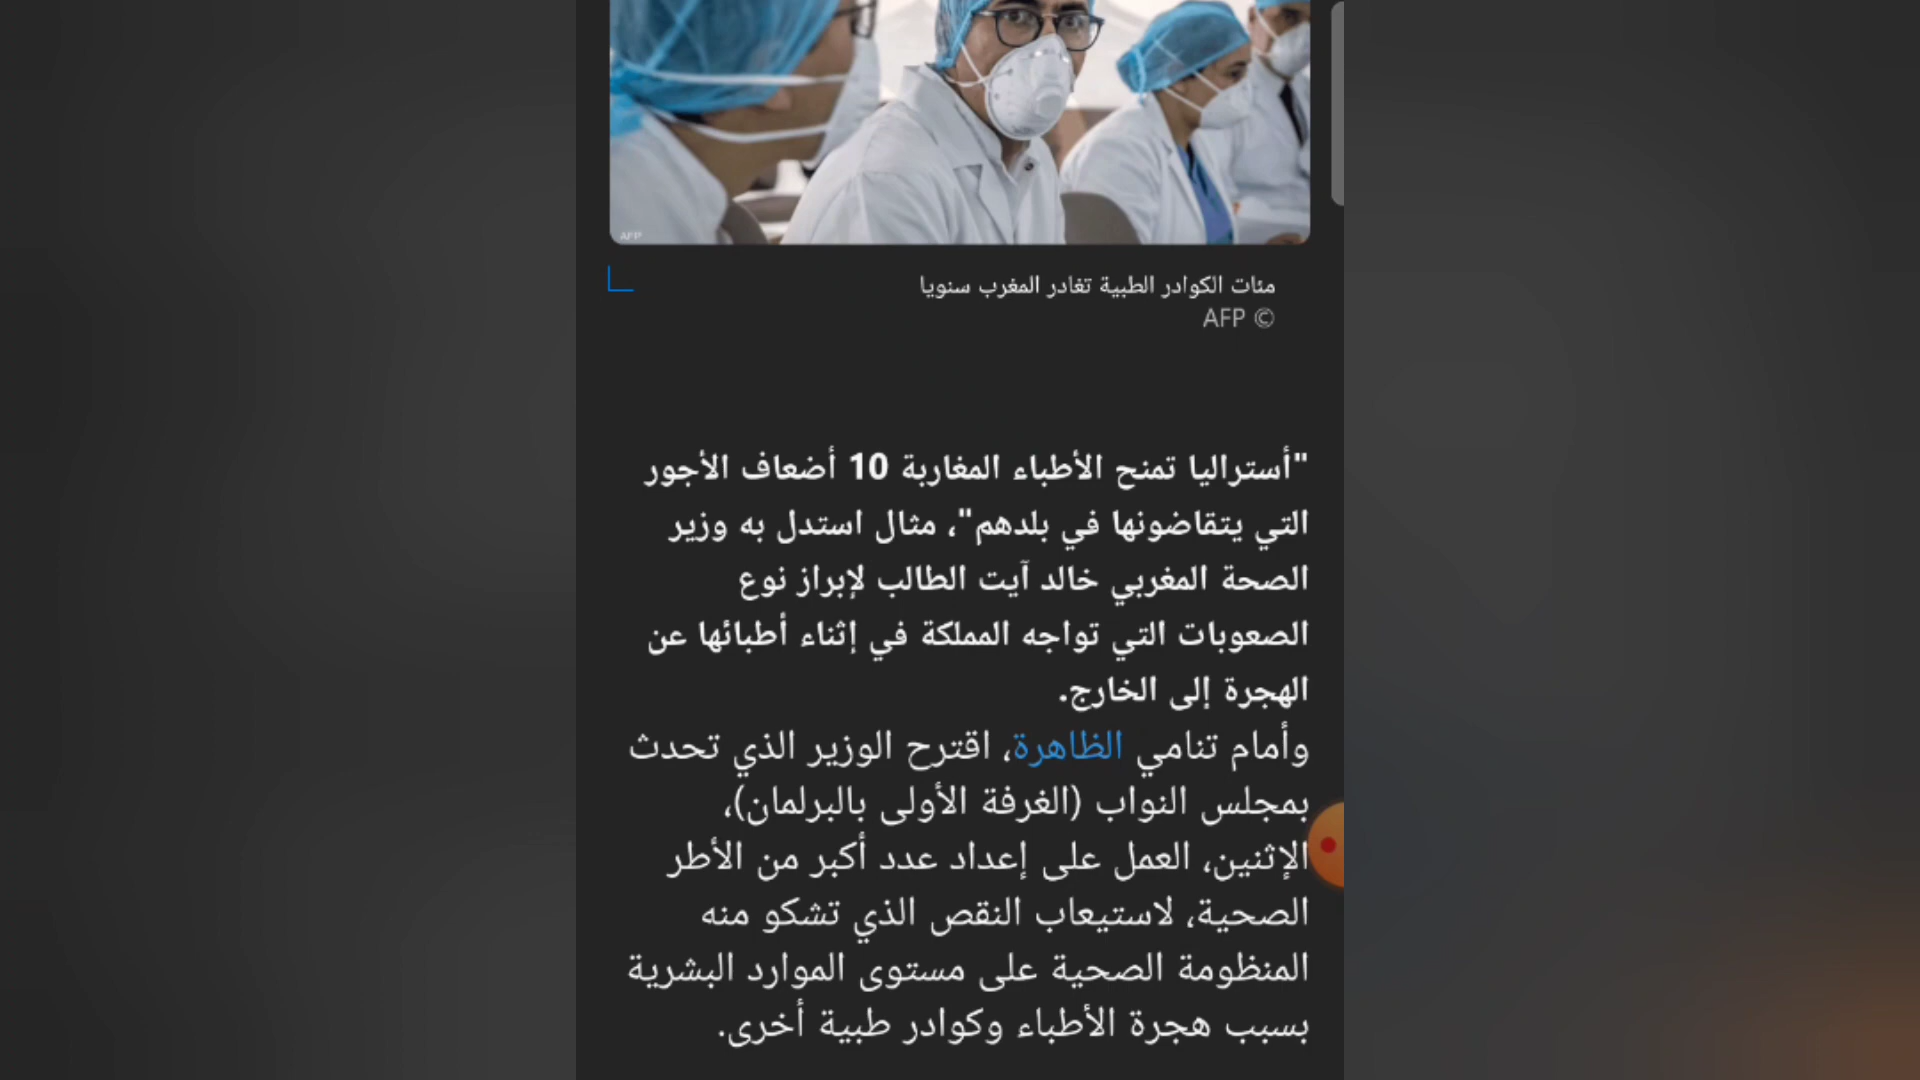 AFP
مئات الكوادر الطبية تغادر المغرب سنويا
© AFP
"أستراليا تمنح الأطباء المغاربة 10 أضعاف الأجور
التي يتقاضونها في بلدهم"، مثال استدل به وزير
الصحة المغربي خالد آيت الطالب لإبراز نوع
الصعوبات التي تواجه المملكة في إثناء أطبائها عن
الهجرة إلى الخارج.
وأمام تنامي الظاهرة، اقترح الوزير الذي تحدث
بمجلس النواب (الغرفة الأولى بالبرلمان)،
الإثنين، العمل على إعداد عدد أكبر من الأطر
الصحية، لاستيعاب النقص الذي تشكو منه
المنظومة الصحية على مستوى الموارد البشرية
بسبب هجرة الأطباء وكوادر طبية أخرى.